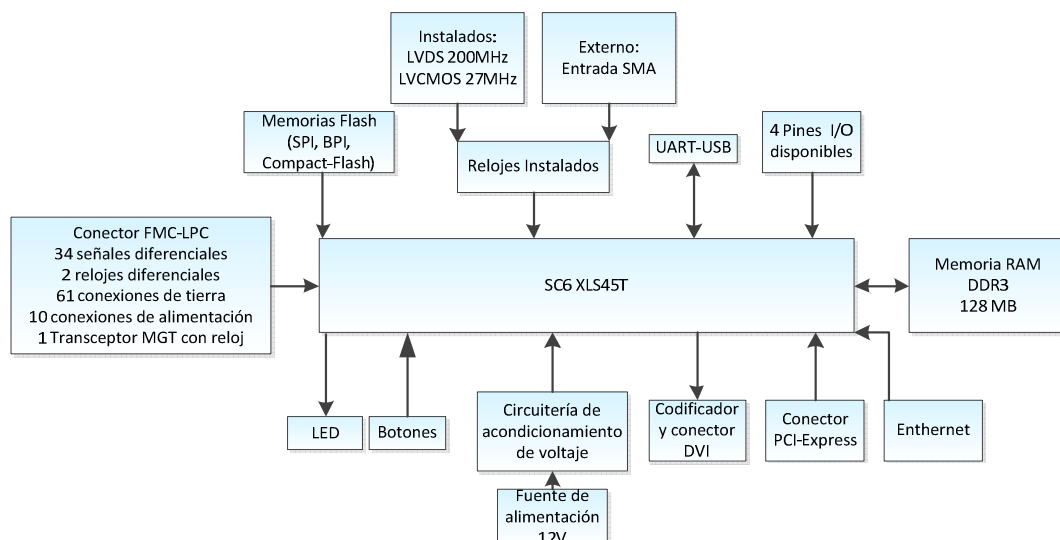 Instalados:
LVDS 200MHz
LVCMOS 27MHz
Externo:
Entrada SMA
Memorias Flash
(SPI, BPI,
Compact-Flash)
Relojes Instalados
UART-USB
4 Pines I/O
disponibles
Conector FMC-LPC
34 señales diferenciales
2 relojes diferenciales
61 conexiones de tierra
10 conexiones de alimentación
1 Transceptor MGT con reloj
SC6 XLS45T
Memoria RAM
DDR3
128 MB
LED
Botones
Circuitería de
acondicionamiento
de voltaje
Codificador
y conector
DVI
Conector
PCI-Express
Enthernet
Fuente de
alimentación
12V